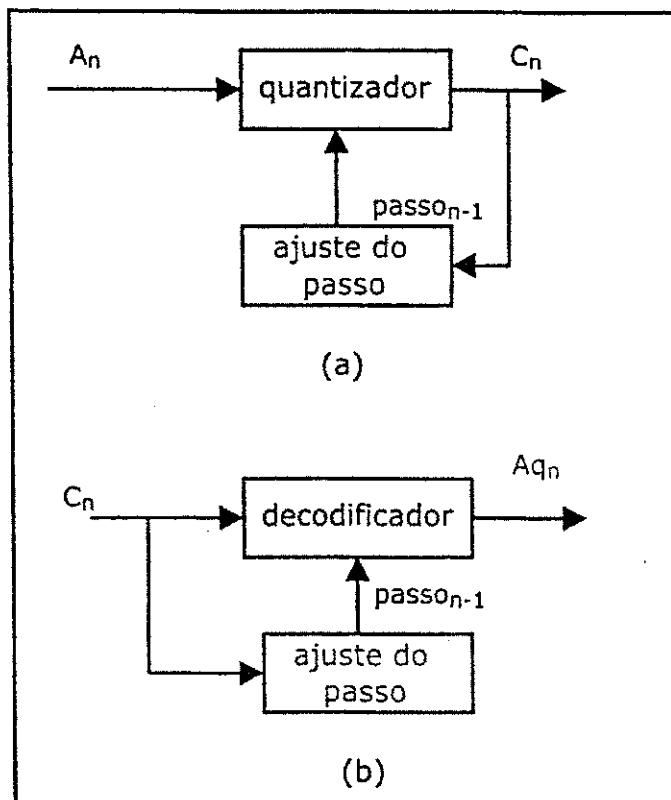 Aₙ
Cₙ
quantizador
passoₙ₋₁
ajuste do
passo
(a)
Cₙ
Aqₙ
decodificador
passoₙ₋₁
ajuste do
passo
(b)